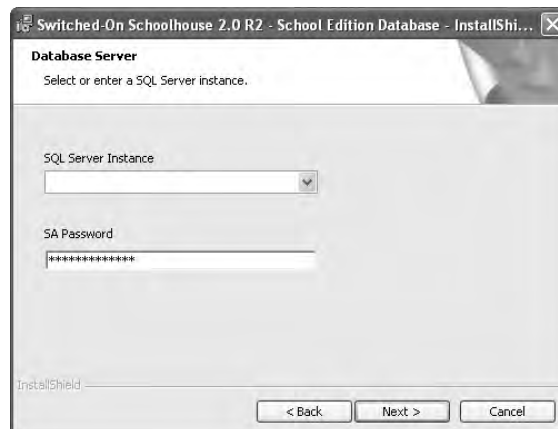 Switched-On Schoolhouse 2.0 R2 - School Edition Database - InstallShi...
Database Server
Select or enter a SQL Server instance.
SQL Server Instance
SA Password
*************
InstallShield
< Back Next > Cancel